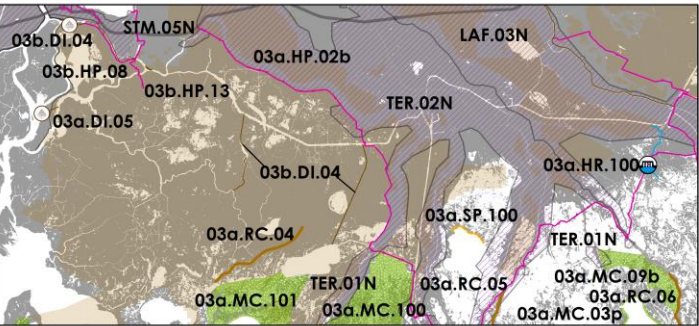 STM.05N
LAF.03N
03b.DI.04
03a.HP.02b
03b.HP.08
03b.HP.13
TER.02N
03a.DI.05
03a.HR.100
03b.DI.04
03a.SP.100
03a.RC.04
TER.01N
TER.01N
03a.RC.05
03a.MC.09b
03a.MC.101
03a.RC.06
03a.MC.100
03a.MC.03p